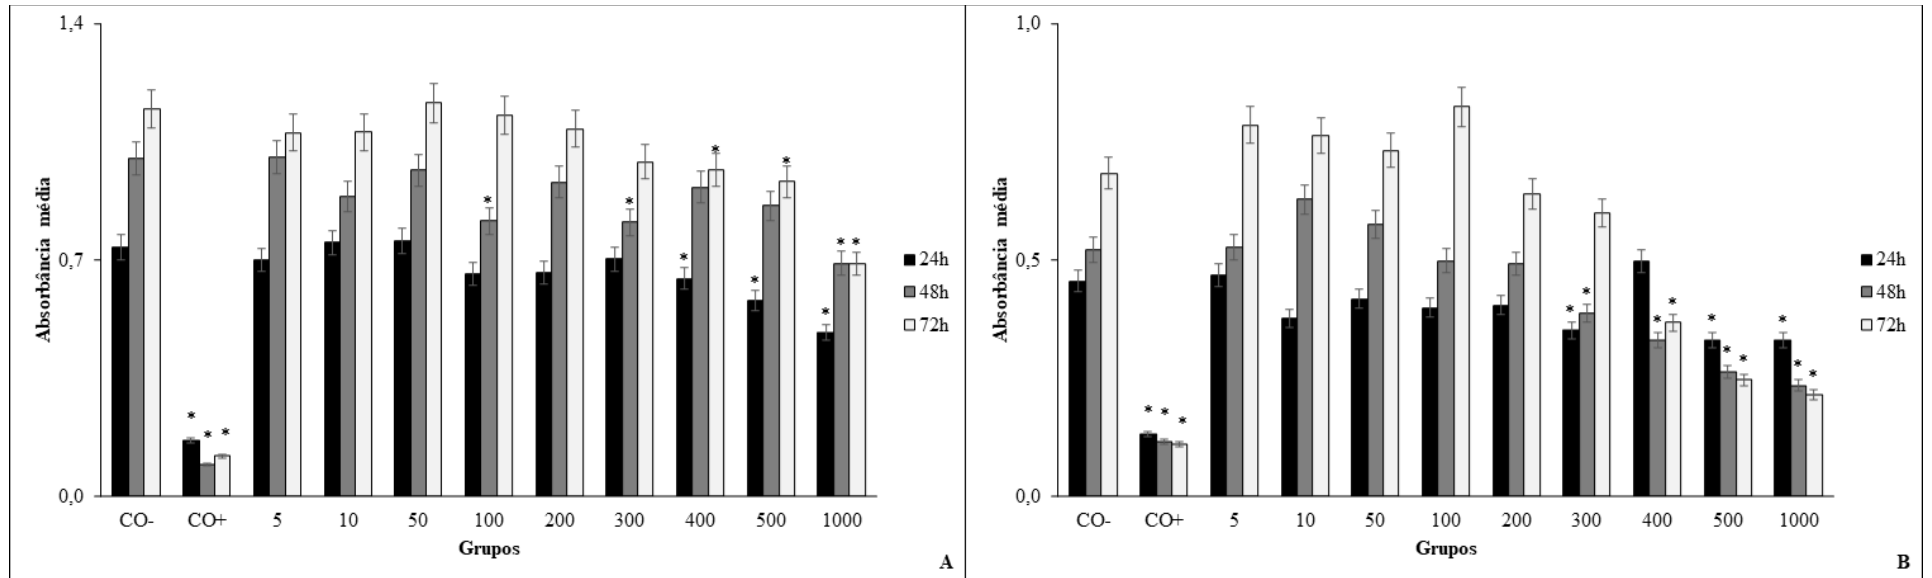 1,4
0,7
0,0
Absorbância média
* * *
*
*
* *
* *
* * *
CO- CO+ 5 10 50 100 200 300 400 500 1000
Grupos
24h
48h
72h
A
1,0
0,5
0,0
Absorbância média
* * *
* *
* *
* * *
* * *
CO- CO+ 5 10 50 100 200 300 400 500 1000
Grupos
24h
48h
72h
B